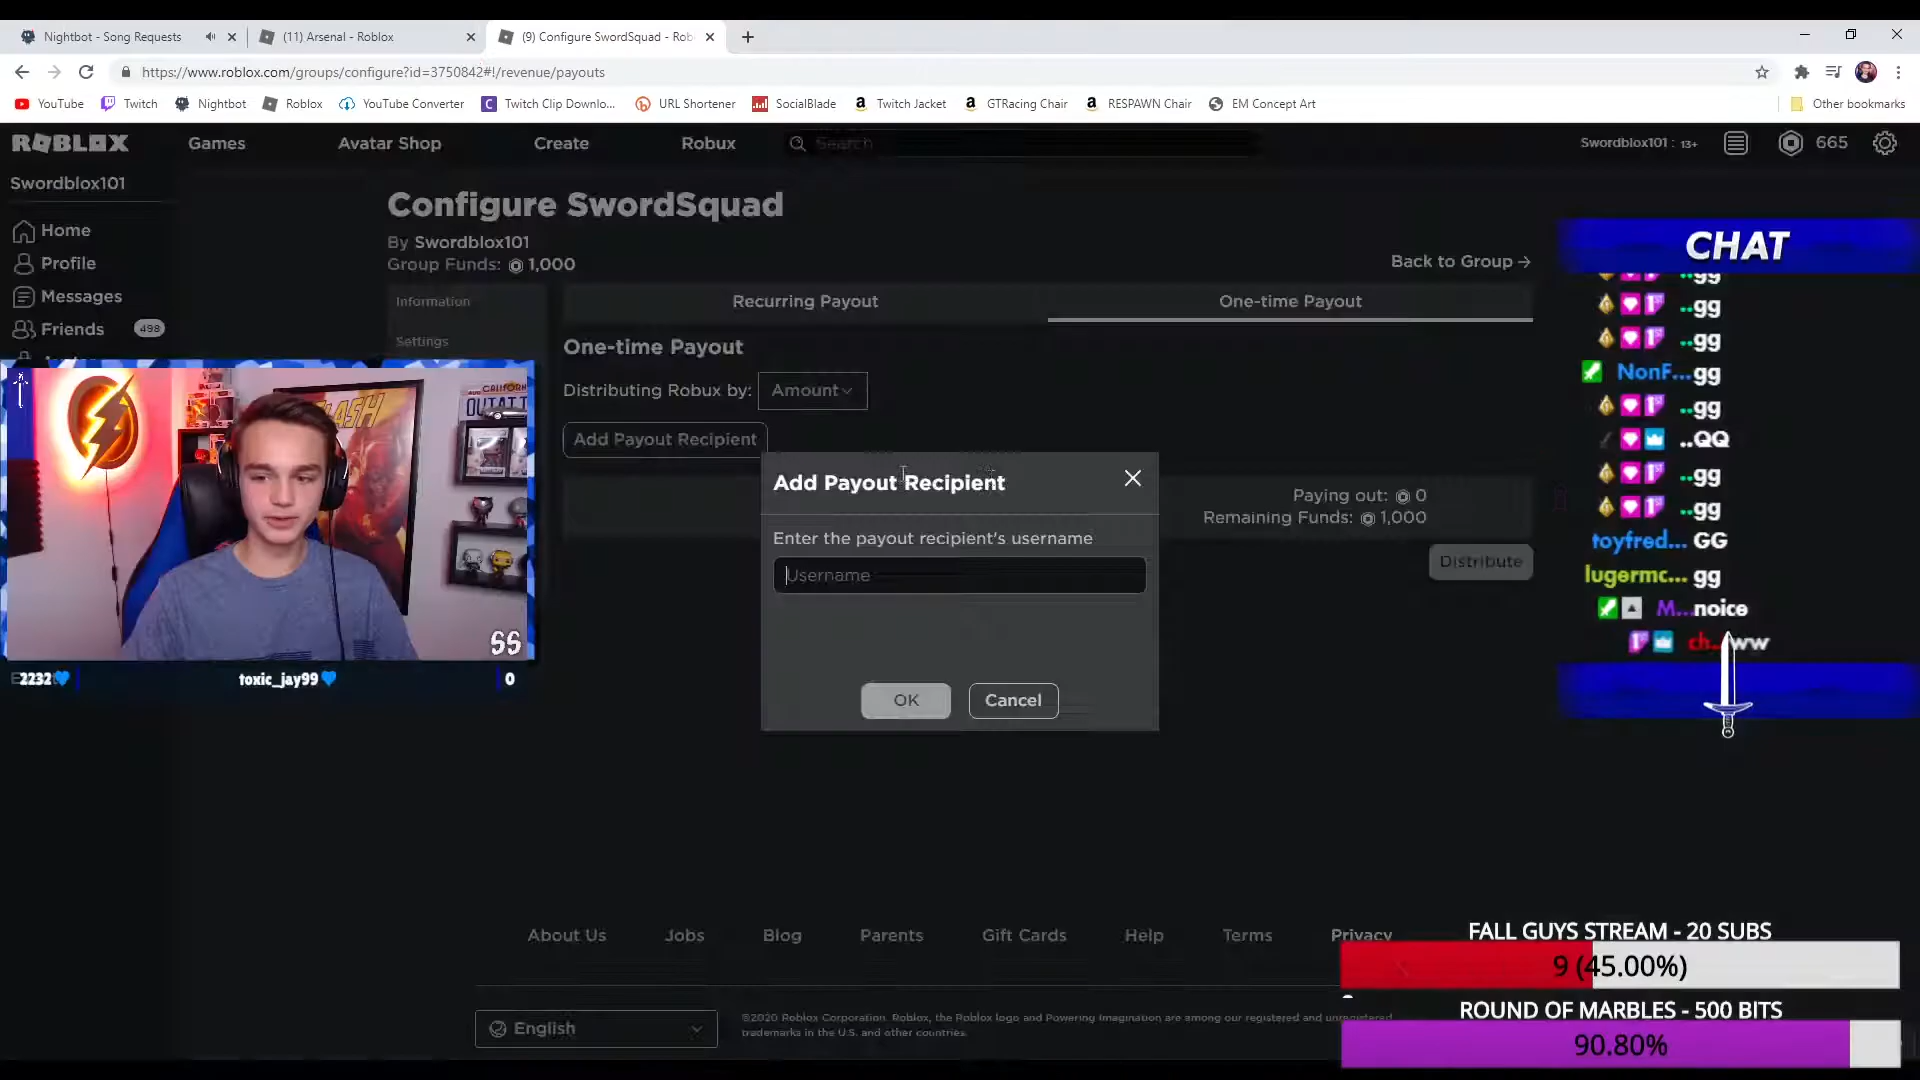 Nightbot - Song Requests
(11) Arsenal - Roblox
(9) Configure SwordSquad - Rob
https://www.roblox.com/groups/configure?id=3750842#!/revenue/payouts
YouTube
Twitch
Nightbot
Roblox
YouTube Converter
Twitch Clip Downlo...
URL Shortener
SocialBlade
Twitch Jacket
GTRacing Chair
RESPAWN Chair
EM Concept Art
Other bookmarks
ROBLOX
Games
Avatar Shop
Create
Robux
Search
Swordblox101 : 13+
665
Swordblox101
Home
Profile
Messages
Friends
498
Configure SwordSquad
By Swordblox101
Group Funds: 1,000
Back to Group
Information
Settings
Recurring Payout
One-time Payout
One-time Payout
Distributing Robux by: Amount
Add Payout Recipient
Add Payout Recipient
Enter the payout recipient's username
Username
OK
Cancel
Paying out: 0
Remaining Funds: 1,000
Distribute
CHAT
..gg
..gg
..gg
NonF...gg
..gg
..QQ
..gg
..gg
toyfred... GG
lugermc... gg
M...noice
ch...ww
FLASH
OUTATI
SS
2232
toxic_jay99
0
About Us
Jobs
Blog
Parents
Gift Cards
Help
Terms
Privacy
English
©2020 Roblox Corporation. Roblox, the Roblox logo and Powering Imagination are among our registered and unregistered
trademarks in the U.S. and other countries.
FALL GUYS STREAM - 20 SUBS
9 (45.00%)
ROUND OF MARBLES - 500 BITS
90.80%